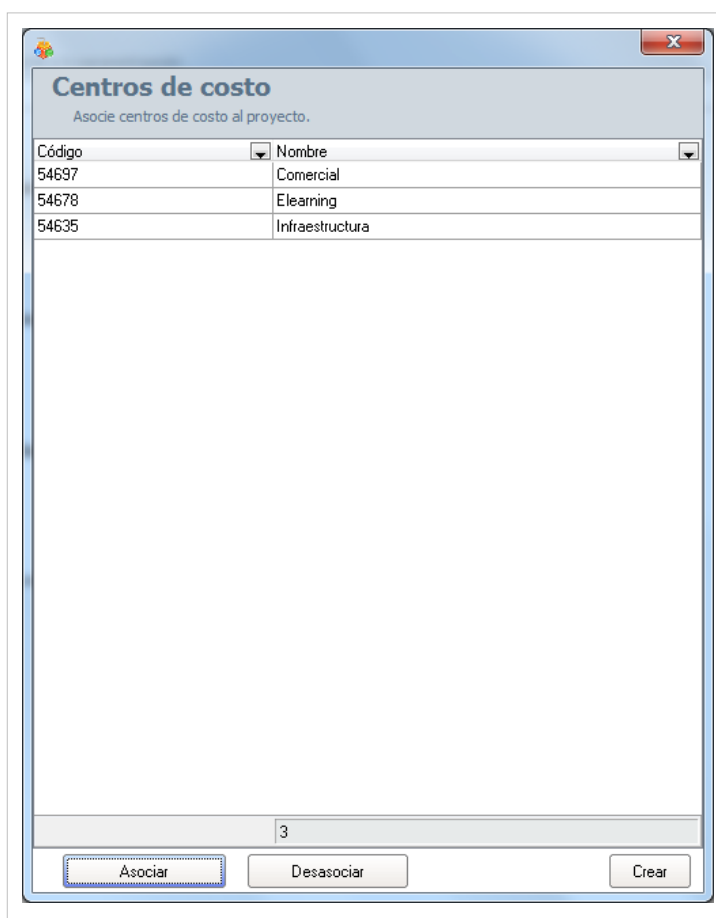 Centros de costo
Asocie centros de costo al proyecto.
Código Nombre
54697 Comercial
54678 Elearning
54635 Infraestructura
3
Asociar Desasociar Crear